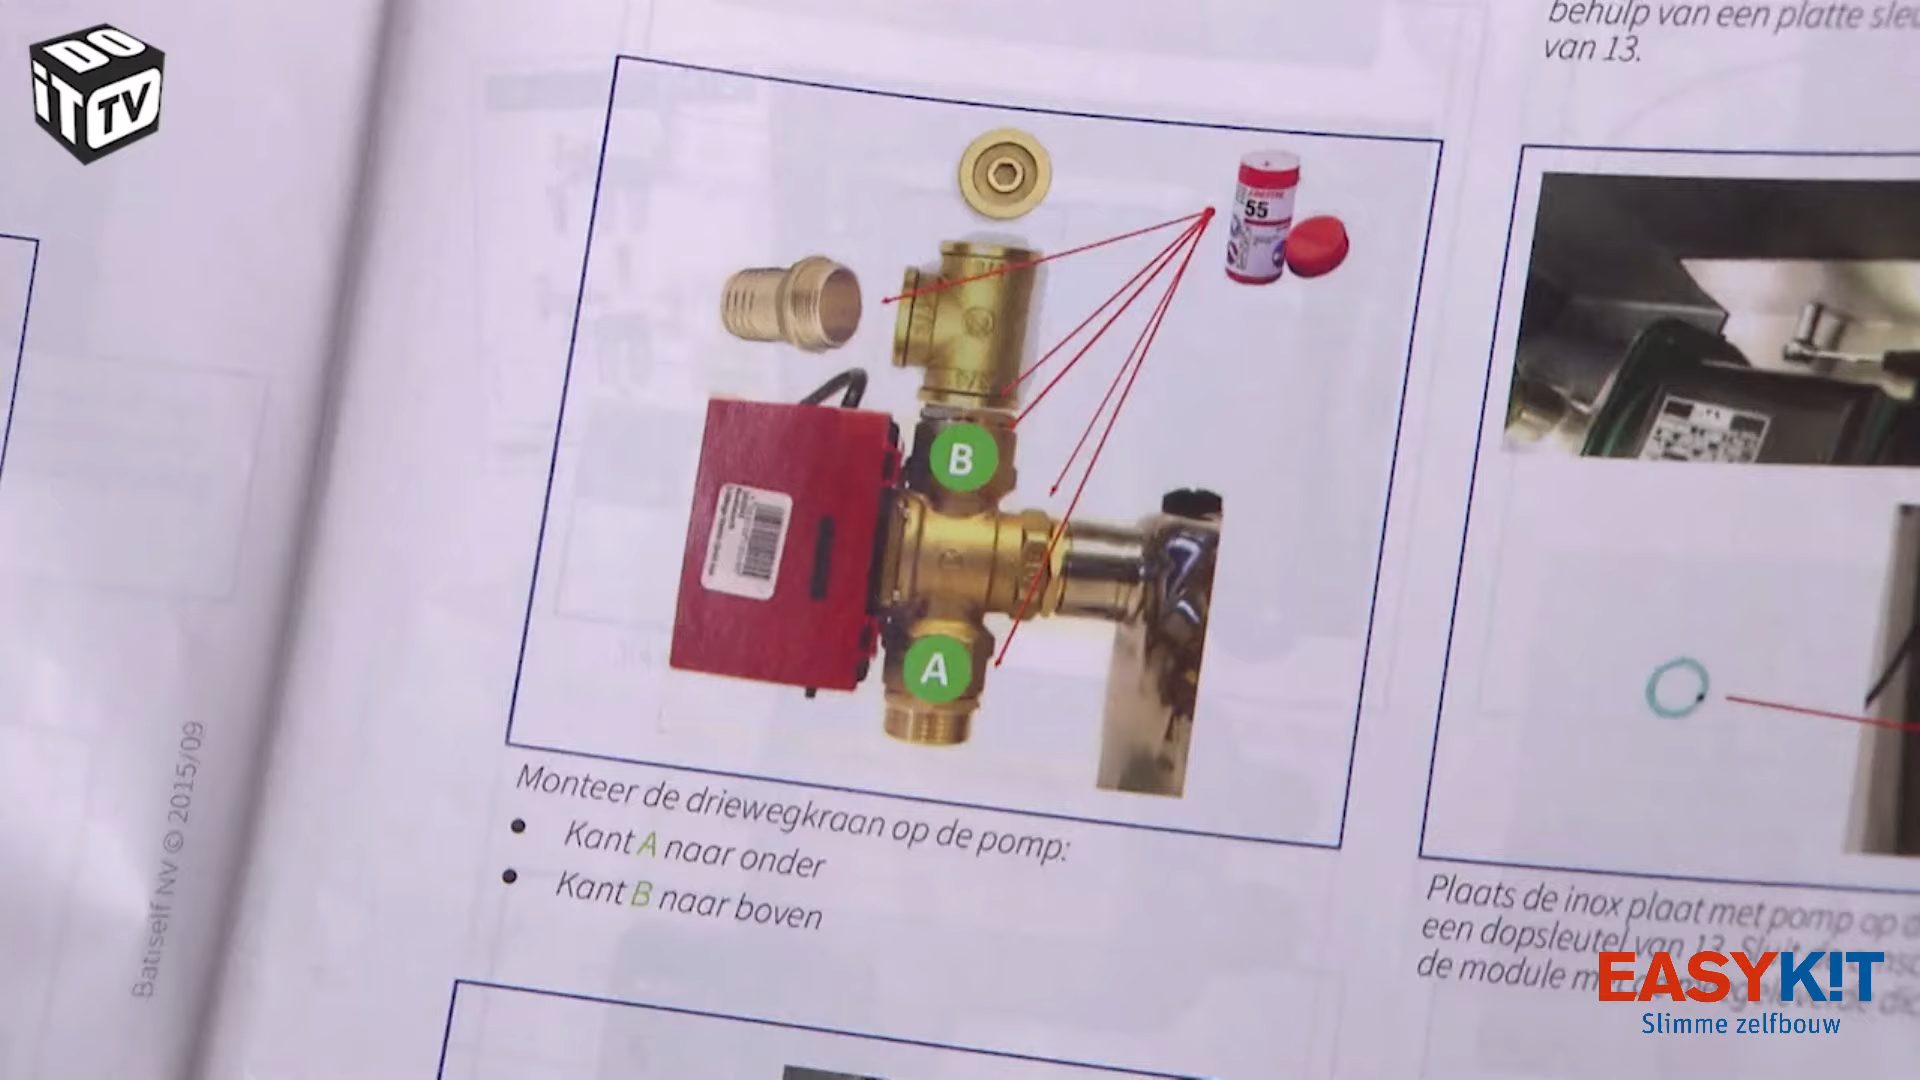 DO
iT
TV
behulp van een platte
van 13.
55
B
A
Monteer de driewegkraan op de pomp:
• Kant A naar onder
• Kant B naar boven
Batiself NV © 2015/09
Plaats de inox plaat met pomp op
een dopsleutel van 13.
de module
EASYK!T
Slimme zelfbouw